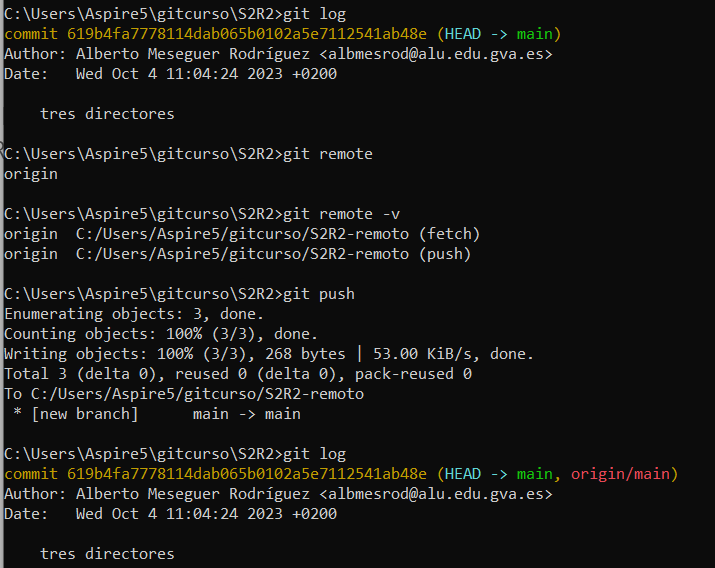 C:\Users\Aspire5\gitcurso\S2R2>git log
commit 619b4fa7778114dab065b0102a5e7112541ab48e (HEAD -> main)
Author: Alberto Meseguer Rodríguez <albmesrod@alu.edu.gva.es>
Date:   Wed Oct 4 11:04:24 2023 +0200
    tres directores
C:\Users\Aspire5\gitcurso\S2R2>git remote
origin
C:\Users\Aspire5\gitcurso\S2R2>git remote -v
origin  C:/Users/Aspire5/gitcurso/S2R2-remoto (fetch)
origin  C:/Users/Aspire5/gitcurso/S2R2-remoto (push)
C:\Users\Aspire5\gitcurso\S2R2>git push
Enumerating objects: 3, done.
Counting objects: 100% (3/3), done.
Writing objects: 100% (3/3), 268 bytes | 53.00 KiB/s, done.
Total 3 (delta 0), reused 0 (delta 0), pack-reused 0
To C:/Users/Aspire5/gitcurso/S2R2-remoto
 * [new branch]      main -> main
C:\Users\Aspire5\gitcurso\S2R2>git log
commit 619b4fa7778114dab065b0102a5e7112541ab48e (HEAD -> main, origin/main)
Author: Alberto Meseguer Rodríguez <albmesrod@alu.edu.gva.es>
Date:   Wed Oct 4 11:04:24 2023 +0200
    tres directores